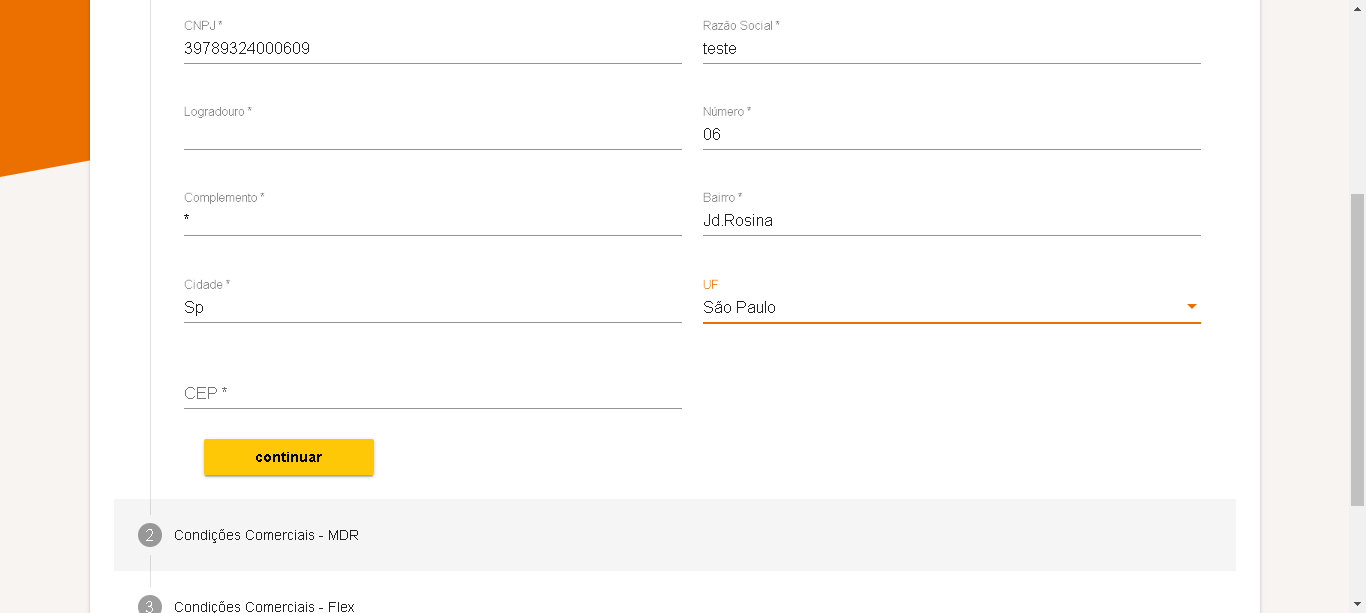 CNPJ *
Razão Social *
39789324000609
teste
Logradouro *
Número *
06
Complemento *
Bairro *
*
Jd.Rosina
Cidade *
UF
Sp
São Paulo
CEP *
continuar
2 Condições Comerciais - MDR
3 Condições Comerciais - Flex